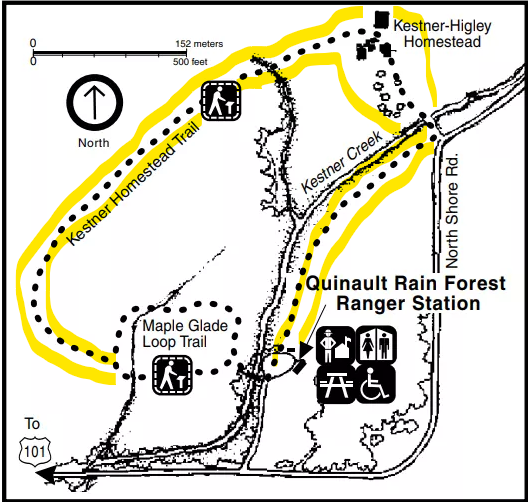 Kestner-Higley
Homestead
0 152 meters
0 500 feet
North
Kestner Homestead Trail
Kestner Creek
North Shore Rd.
Quinault Rain Forest
Ranger Station
Maple Glade
Loop Trail
To
101